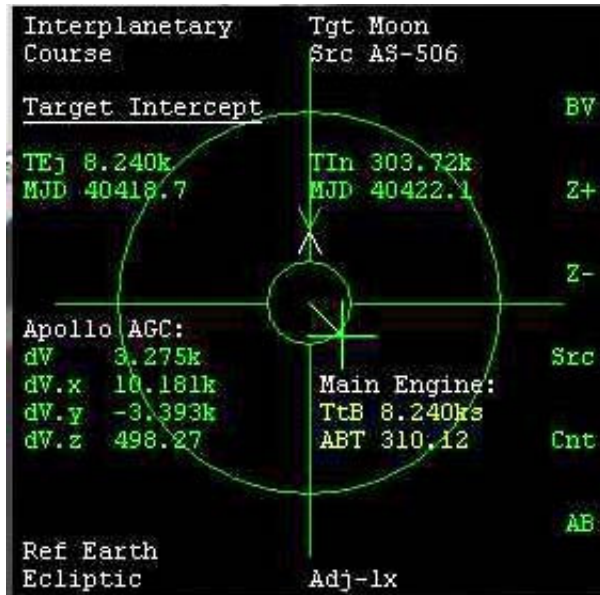 Interplanetary
Course
Tgt Moon
Src AS-506
Target Intercept
BV
TEj 8.240k
MJD 40418.7
TIn 303.72k
MJD 40422.1
Z+
Z-
Apollo AGC:
dV 3.275k
dV.x 10.181k
dV.y -3.393k
dV.z 498.27
Src
Main Engine:
TtB 8.240ks
ABT 310.12
Cnt
AB
Ref Earth
Ecliptic
Adj-1x